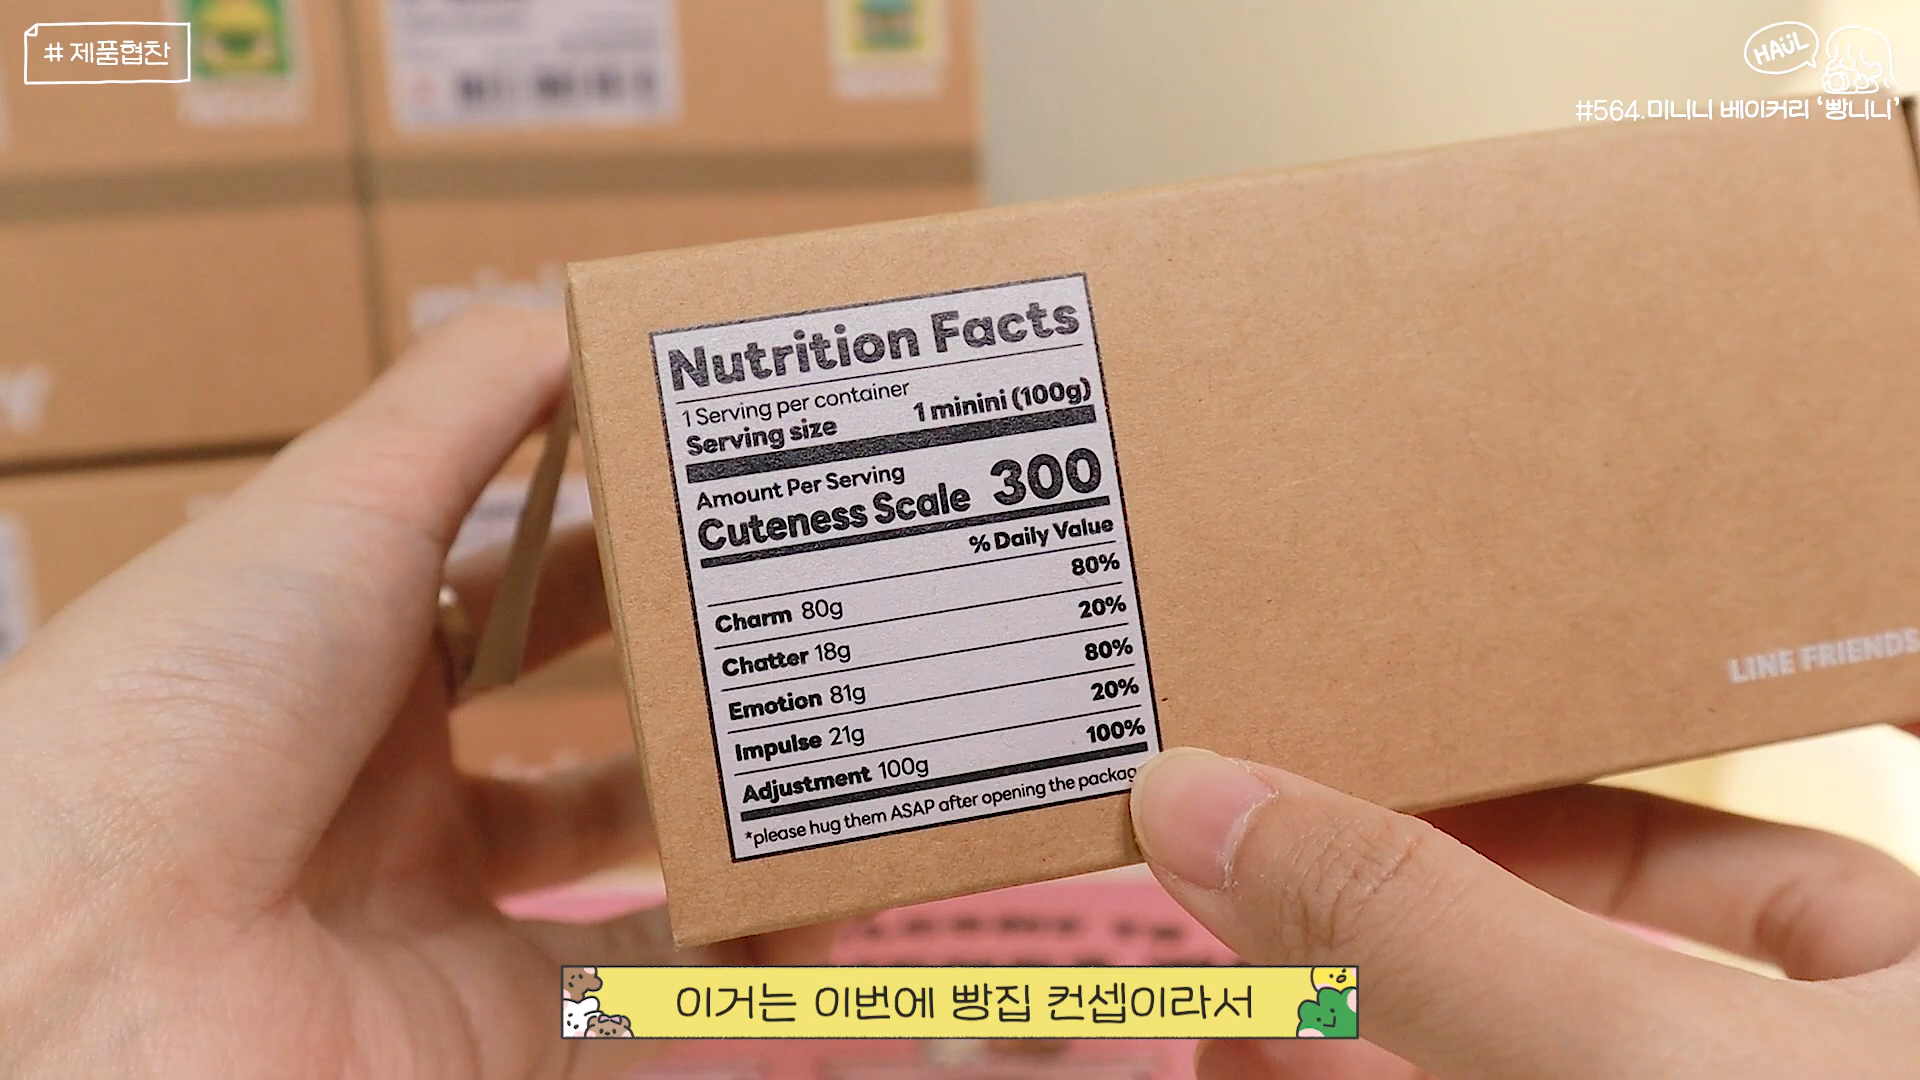 # 제품협찬
HAÜL
#564.미니니 베이커리 ‘빵니니’
Nutrition Facts
1 Serving per container
Serving size 1 minini (100g)
Amount Per Serving
Cuteness Scale 300
% Daily Value
80%
Charm 80g 20%
Chatter 18g 80%
Emotion 81g 20%
Impulse 21g 100%
Adjustment 100g
*please hug them ASAP after opening the
LINE FRIENDS
이거는 이번에 빵집 컨셉이라서